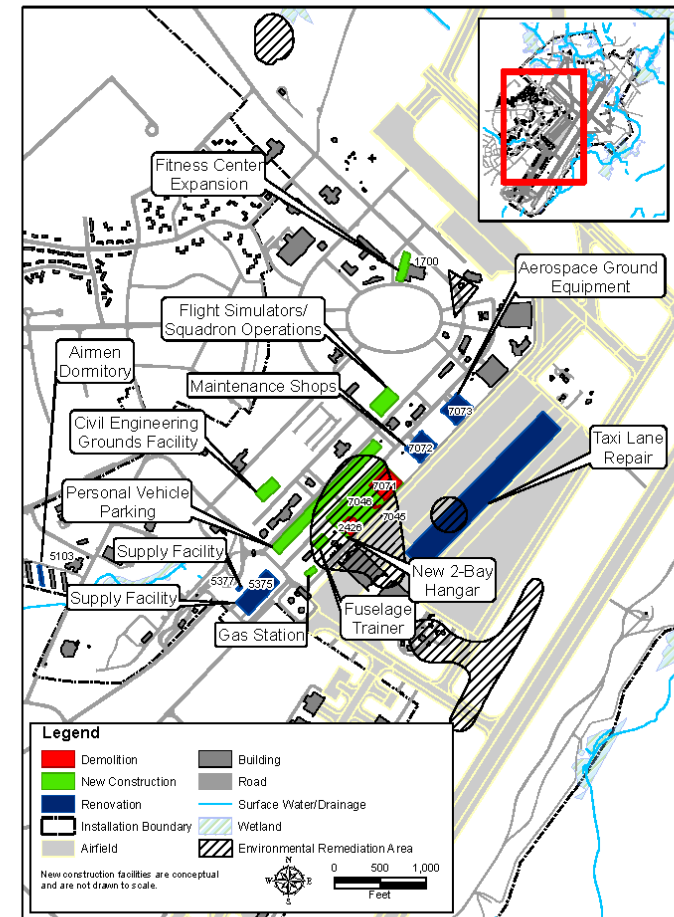 Fitness Center
Expansion
1700
Aerospace Ground
Equipment
Flight Simulators/
Squadron Operations
Airmen
Dormitory
Maintenance Shops
7073
7072
Civil Engineering
Grounds Facility
Taxi Lane
Repair
Personal Vehicle
Parking
7071
7046
7045
2426
5103
Supply Facility
5377
5375
New 2-Bay
Hangar
Supply Facility
Fuselage
Trainer
Gas Station
Legend
Demolition
New Construction
Renovation
Installation Boundary
Airfield
Building
Road
Surface Water/Drainage
Wetland
Environmental Remediation Area
New construction facilities are conceptual
and are not drawn to scale.
N
W
E
S
0 500 1,000
Feet